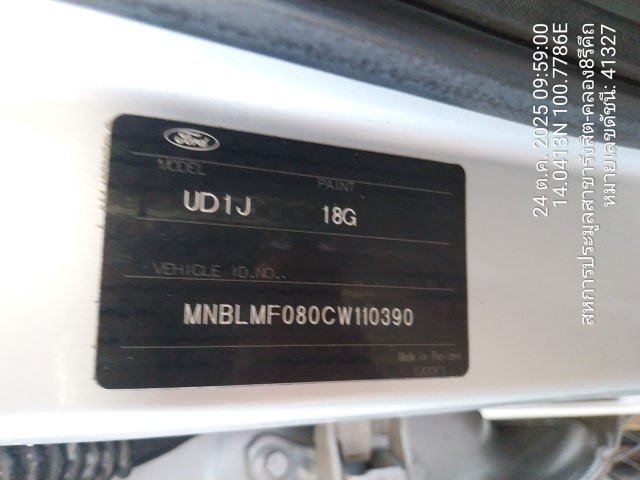 Ford
MODEL
PAINT
UD1J
18G
VEHICLE ID.NO.
MNBLMF080CW110390
Made in Thailand
(UCDF)
24 ต.ค. 2025 09:59:00
14.0413N 100.7786E
สหการประมูลสาขารังสิต-คลอง8รีคีถ
หมายเลขดัชนี: 41327